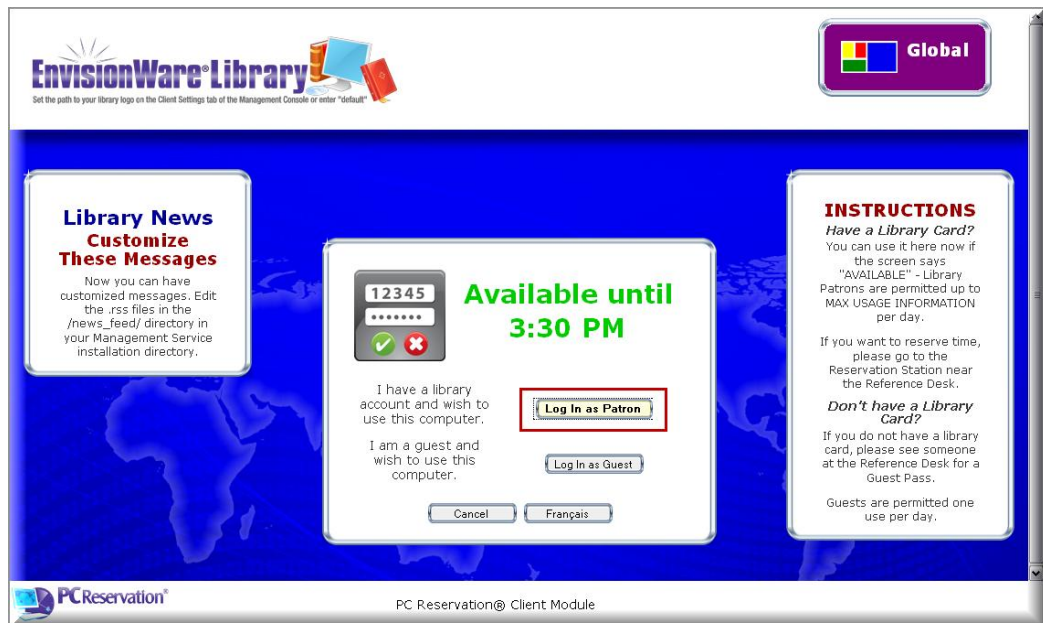 EnvisionWare® Library
Set the path to your library logo on the Client Settings tab of the Management Console or enter "default"
Global
Library News
Customize
These Messages
Now you can have
customized messages. Edit
the .rss files in the
/news_feed/ directory in
your Management Service
installation directory.
12345
Available until
3:30 PM
I have a library
account and wish to
use this computer.
Log In as Patron
I am a guest and
wish to use this
computer.
Log In as Guest
Cancel
Français
INSTRUCTIONS
Have a Library Card?
You can use it here now if
the screen says
"AVAILABLE" - Library
Patrons are permitted up to
MAX USAGE INFORMATION
per day.
If you want to reserve time,
please go to the
Reservation Station near
the Reference Desk.
Don't have a Library
Card?
If you do not have a library
card, please see someone
at the Reference Desk for a
Guest Pass.
Guests are permitted one
use per day.
PC Reservation®
PC Reservation® Client Module